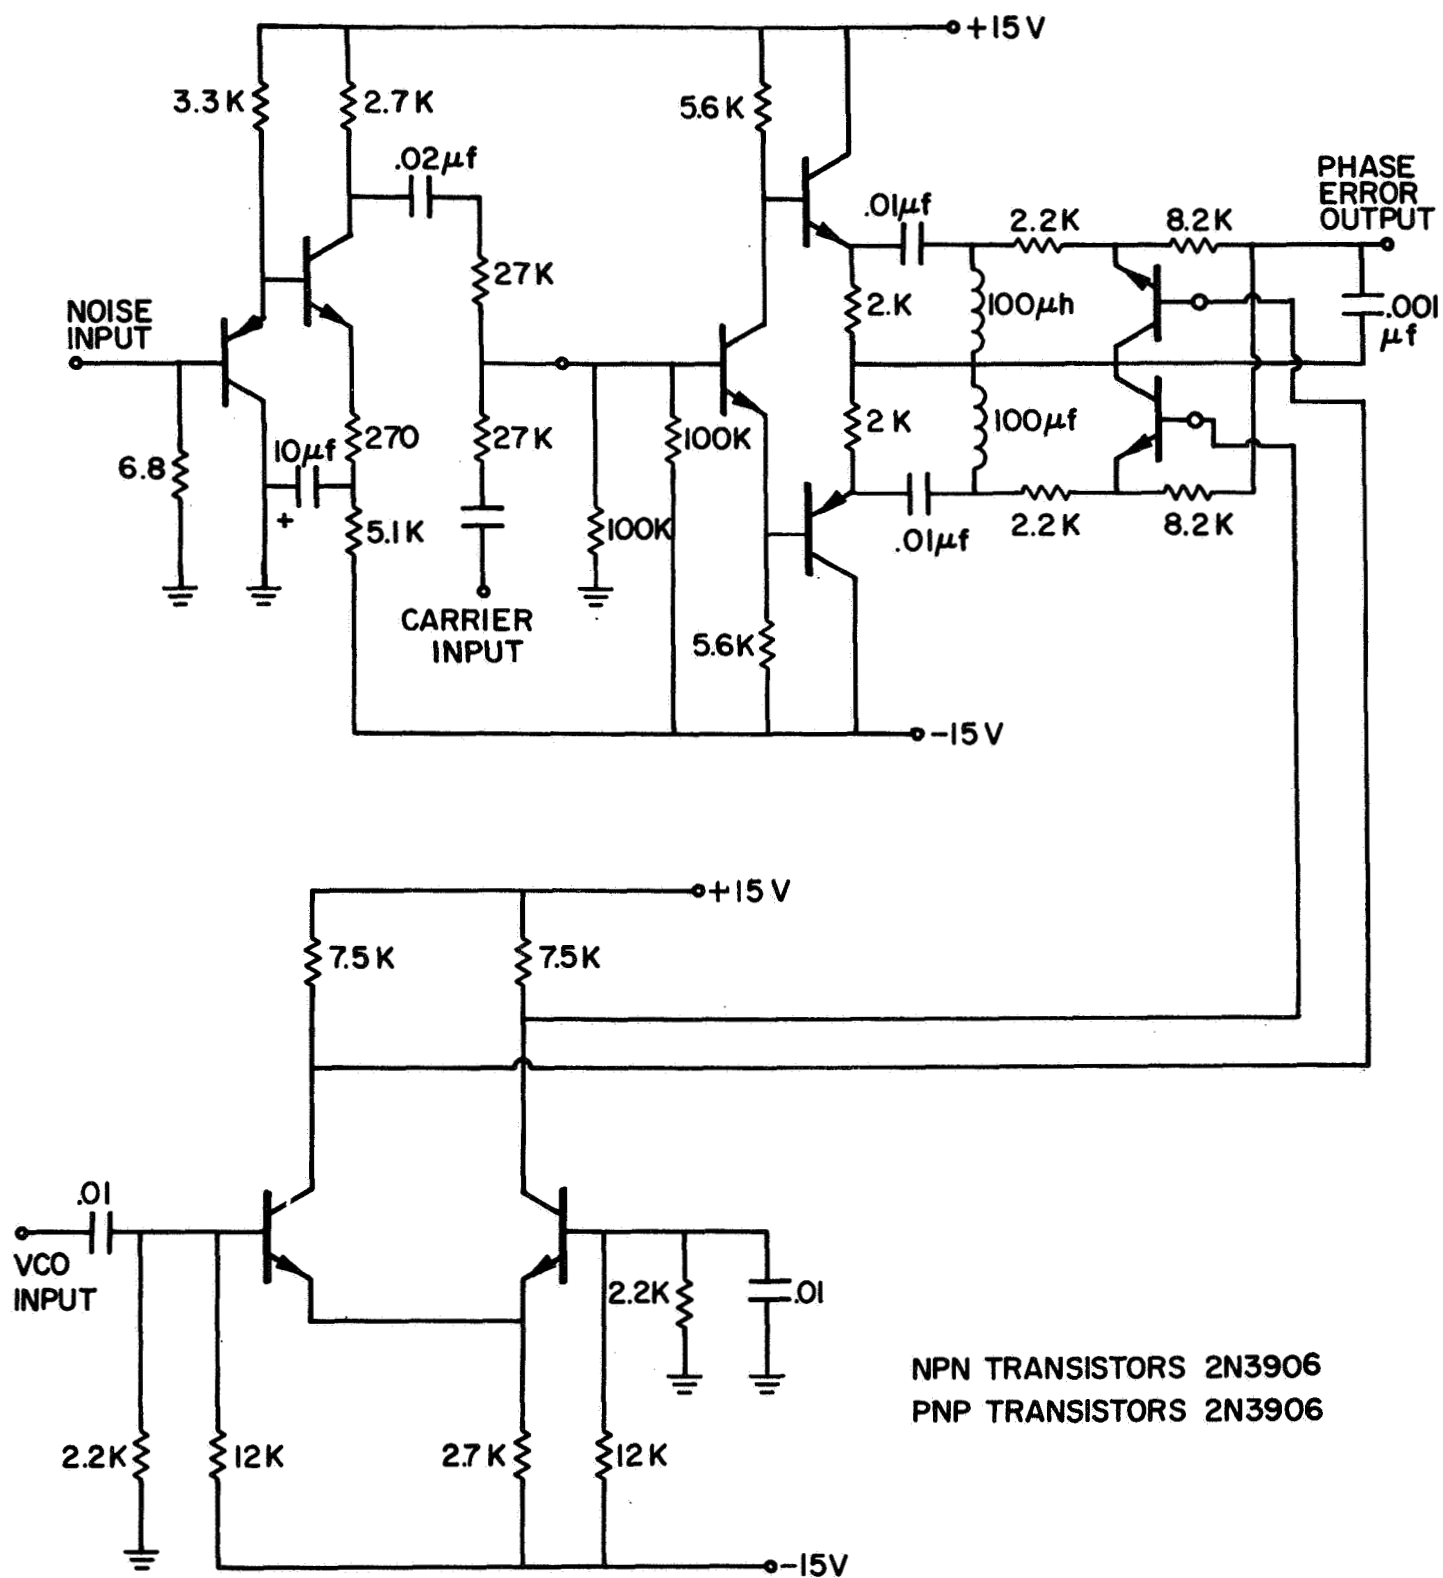 +15V
3.3K
2.7K
5.6K
.02µf
PHASE
ERROR
OUTPUT
.01µf
2.2K
8.2K
27K
NOISE
INPUT
2.K
100µh
.001
µf
6.8
10µf
+
270
27K
100K
2K
100µf
5.1K
100K
.01µf
2.2K
8.2K
CARRIER
INPUT
5.6K
-15V
+15V
7.5K
7.5K
.01
VCO
INPUT
2.2K
.01
NPN TRANSISTORS 2N3906
PNP TRANSISTORS 2N3906
2.2K
12K
2.7K
12K
-15V